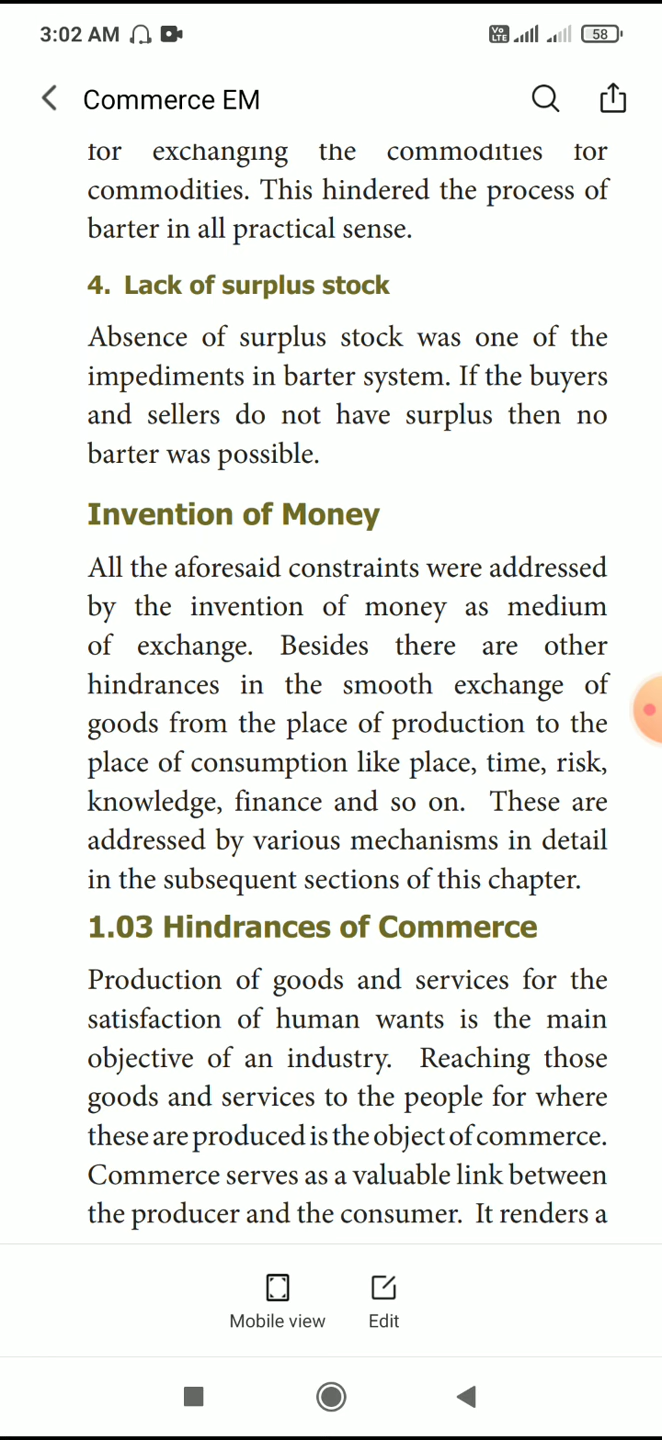 3:02 AM
Vo LTE
58
Commerce EM
for exchanging the commodities for
commodities. This hindered the process of
barter in all practical sense.
4. Lack of surplus stock
Absence of surplus stock was one of the
impediments in barter system. If the buyers
and sellers do not have surplus then no
barter was possible.
Invention of Money
All the aforesaid constraints were addressed
by the invention of money as medium
of exchange. Besides there are other
hindrances in the smooth exchange of
goods from the place of production to the
place of consumption like place, time, risk,
knowledge, finance and so on. These are
addressed by various mechanisms in detail
in the subsequent sections of this chapter.
1.03 Hindrances of Commerce
Production of goods and services for the
satisfaction of human wants is the main
objective of an industry. Reaching those
goods and services to the people for where
these are produced is the object of commerce.
Commerce serves as a valuable link between
the producer and the consumer. It renders a
Mobile view
Edit